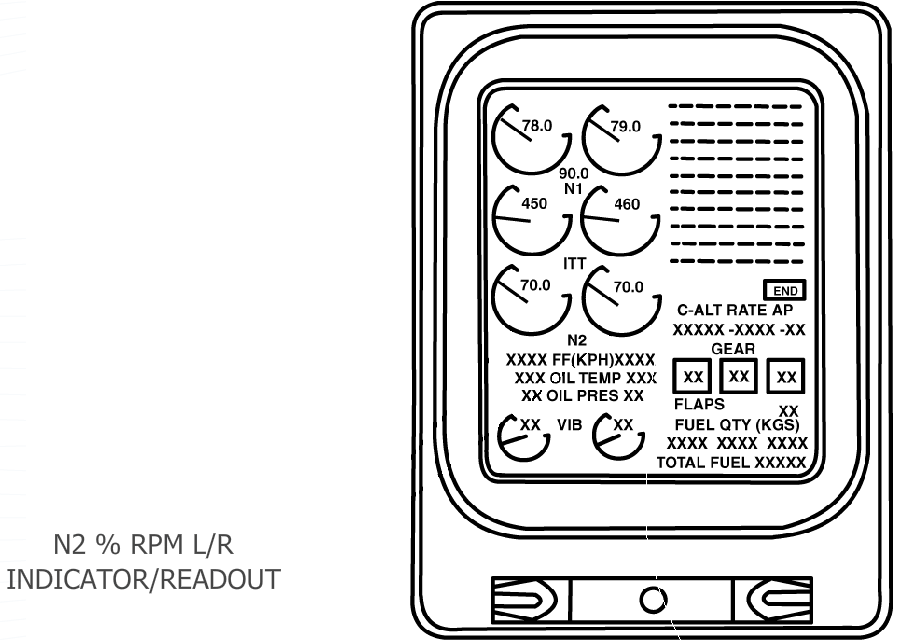 78.0 79.0
90.0
N1
450 460
ITT
70.0 70.0
N2
XXXX FF(KPH)XXXX
XXX OIL TEMP XXX
XX OIL PRES XX
XX VIB XX
END
C-ALT RATE AP
XXXXX -XXXX -XX
GEAR
XX XX XX
FLAPS XX
FUEL QTY (KGS)
XXXX XXXX XXXX
TOTAL FUEL XXXXX
N2 % RPM L/R
INDICATOR/READOUT